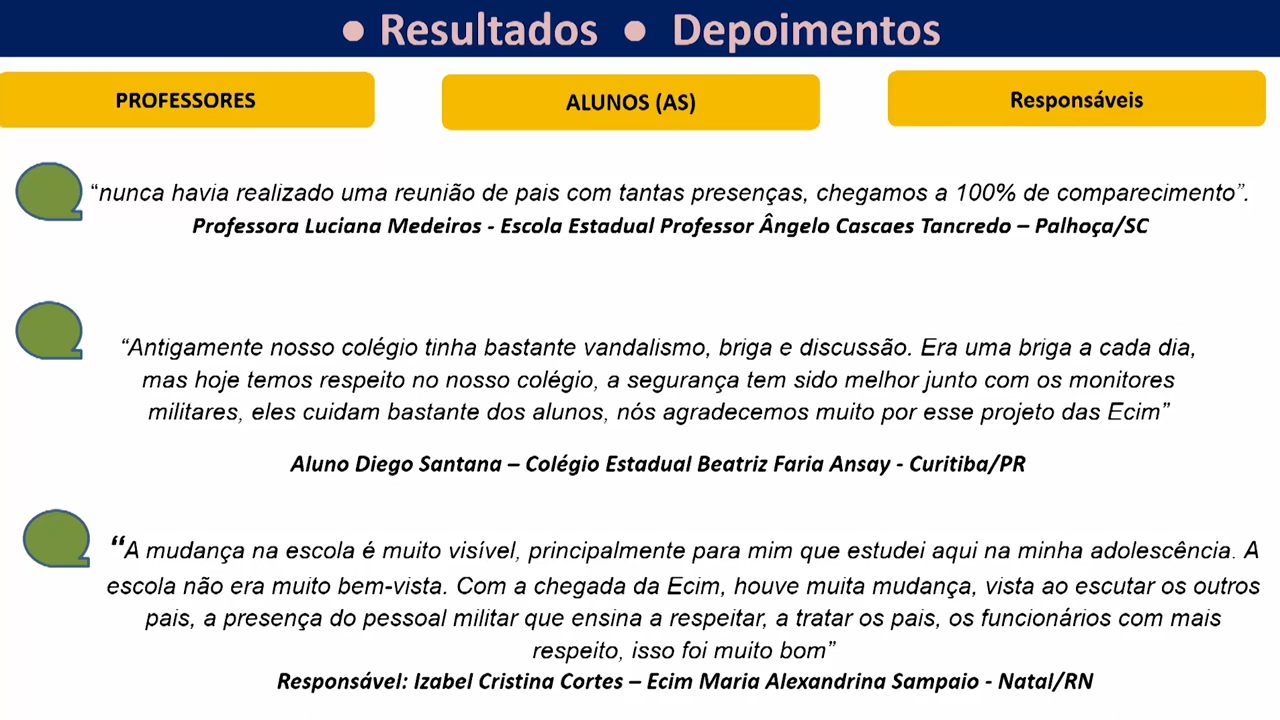 ● Resultados ● Depoimentos
PROFESSORES
ALUNOS (AS)
Responsáveis
“nunca havia realizado uma reunião de pais com tantas presenças, chegamos a 100% de comparecimento”.
Professora Luciana Medeiros - Escola Estadual Professor Ângelo Cascaes Tancredo – Palhoça/SC
“Antigamente nosso colégio tinha bastante vandalismo, briga e discussão. Era uma briga a cada dia,
mas hoje temos respeito no nosso colégio, a segurança tem sido melhor junto com os monitores
militares, eles cuidam bastante dos alunos, nós agradecemos muito por esse projeto das Ecim”
Aluno Diego Santana – Colégio Estadual Beatriz Faria Ansay - Curitiba/PR
“A mudança na escola é muito visível, principalmente para mim que estudei aqui na minha adolescência. A
escola não era muito bem-vista. Com a chegada da Ecim, houve muita mudança, vista ao escutar os outros
pais, a presença do pessoal militar que ensina a respeitar, a tratar os pais, os funcionários com mais
respeito, isso foi muito bom”
Responsável: Izabel Cristina Cortes – Ecim Maria Alexandrina Sampaio - Natal/RN